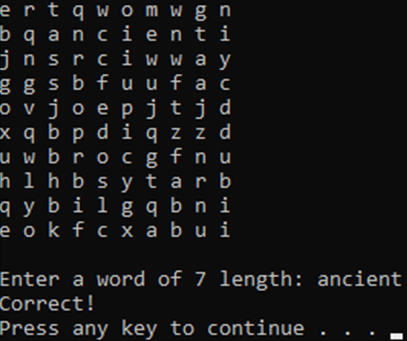 e r t q w o m w g n
b q a n c i e n t i
j n s r c i w w a y
g g s b f u u f a c
o v j o e p j t j d
x q b p d i q z z d
u w b r o c g f n u
h l h b s y t a r b
q y b i l g q b n i
e o k f c x a b u i
Enter a word of 7 length: ancient
Correct!
Press any key to continue . . .